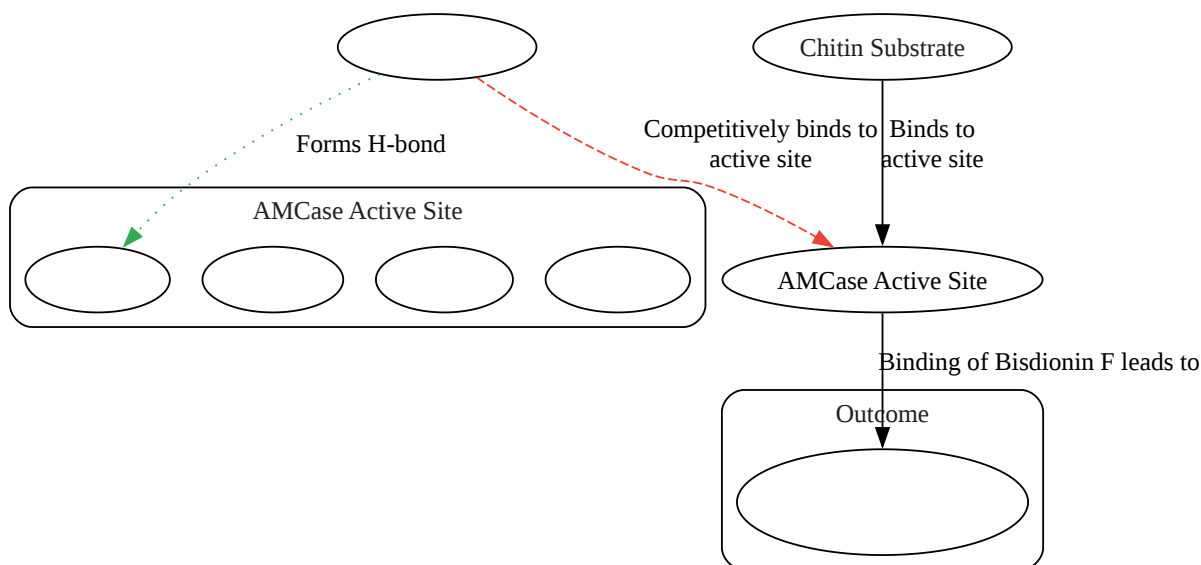 Chitin Substrate
Forms H-bond
Competitively binds to
active site
Binds to
active site
AMCase Active Site
AMCase Active Site
Binding of Bisdionin F leads to
Outcome